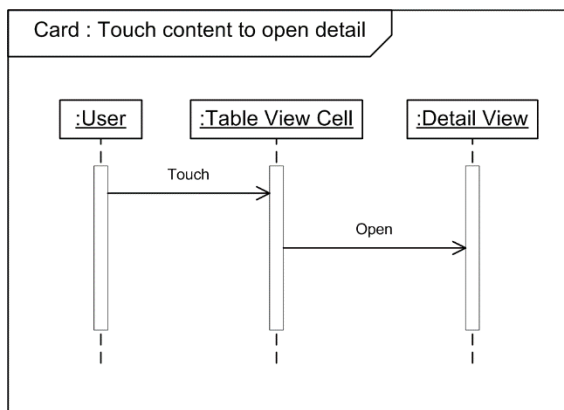 Card : Touch content to open detail
:User
:Table View Cell
:Detail View
Touch
Open